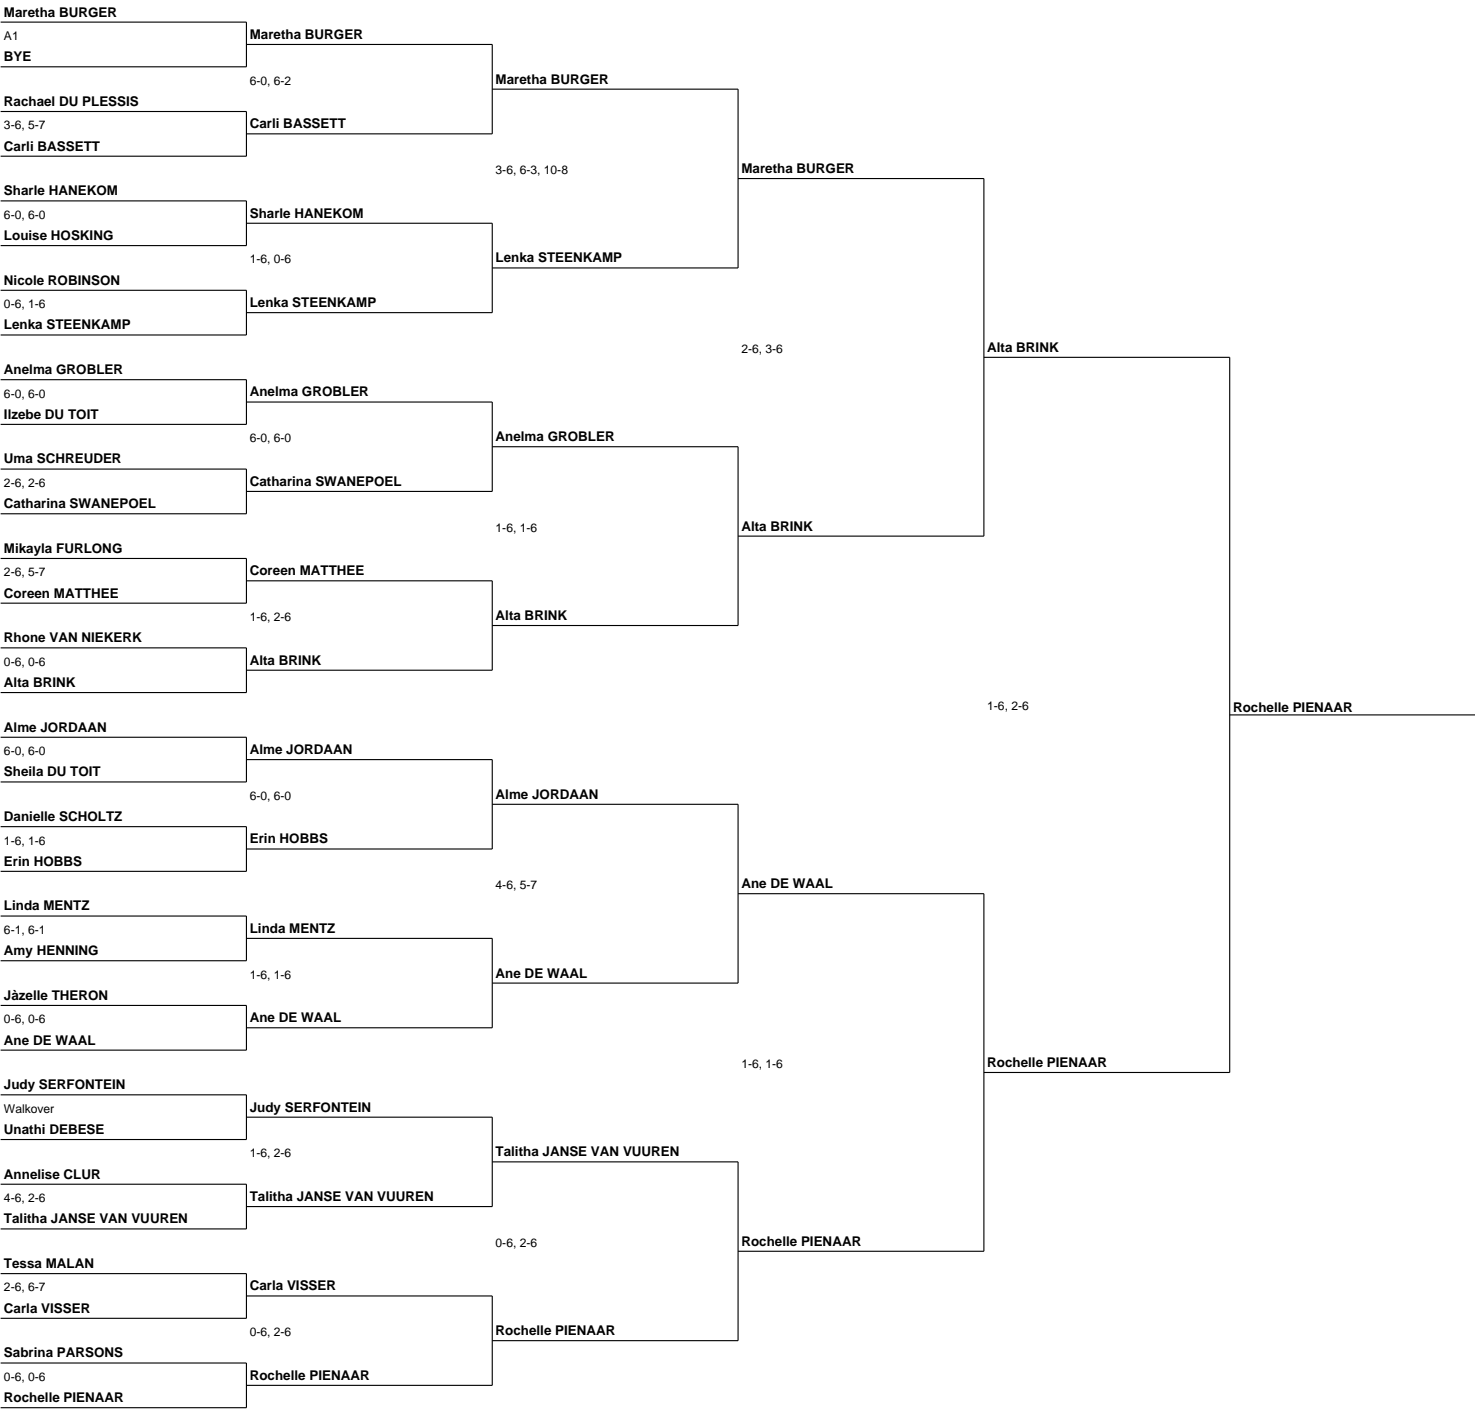 Maretha BURGER
A1
BYE
Rachael DU PLESSIS
3-6, 5-7
Carli BASSETT
Sharle HANEKOM
6-0, 6-0
Louise HOSKING
Nicole ROBINSON
0-6, 1-6
Lenka STEENKAMP
Anelma GROBLER
6-0, 6-0
Ilzebe DU TOIT
Uma SCHREUDER
2-6, 2-6
Catharina SWANEPOEL
Mikayla FURLONG
2-6, 5-7
Coreen MATTHEE
Rhone VAN NIEKERK
0-6, 0-6
Alta BRINK
Alme JORDAAN
6-0, 6-0
Sheila DU TOIT
Danielle SCHOLTZ
1-6, 1-6
Erin HOBBS
Linda MENTZ
6-1, 6-1
Amy HENNING
Jàzelle THERON
0-6, 0-6
Ane DE WAAL
Judy SERFONTEIN
Walkover
Unathi DEBESE
Annelise CLUR
4-6, 2-6
Talitha JANSE VAN VUUREN
Tessa MALAN
2-6, 6-7
Carla VISSER
Sabrina PARSONS
0-6, 0-6
Rochelle PIENAAR
Maretha BURGER
6-0, 6-2
Carli BASSETT
Sharle HANEKOM
1-6, 0-6
Lenka STEENKAMP
Anelma GROBLER
6-0, 6-0
Catharina SWANEPOEL
Coreen MATTHEE
1-6, 2-6
Alta BRINK
Alme JORDAAN
6-0, 6-0
Erin HOBBS
Linda MENTZ
1-6, 1-6
Ane DE WAAL
Judy SERFONTEIN
1-6, 2-6
Talitha JANSE VAN VUUREN
Carla VISSER
0-6, 2-6
Rochelle PIENAAR
Maretha BURGER
3-6, 6-3, 10-8
Lenka STEENKAMP
Anelma GROBLER
1-6, 1-6
Alta BRINK
Alme JORDAAN
4-6, 5-7
Ane DE WAAL
Talitha JANSE VAN VUUREN
0-6, 2-6
Rochelle PIENAAR
Maretha BURGER
2-6, 3-6
Alta BRINK
Ane DE WAAL
1-6, 1-6
Rochelle PIENAAR
Alta BRINK
1-6, 2-6
Rochelle PIENAAR
Rochelle PIENAAR